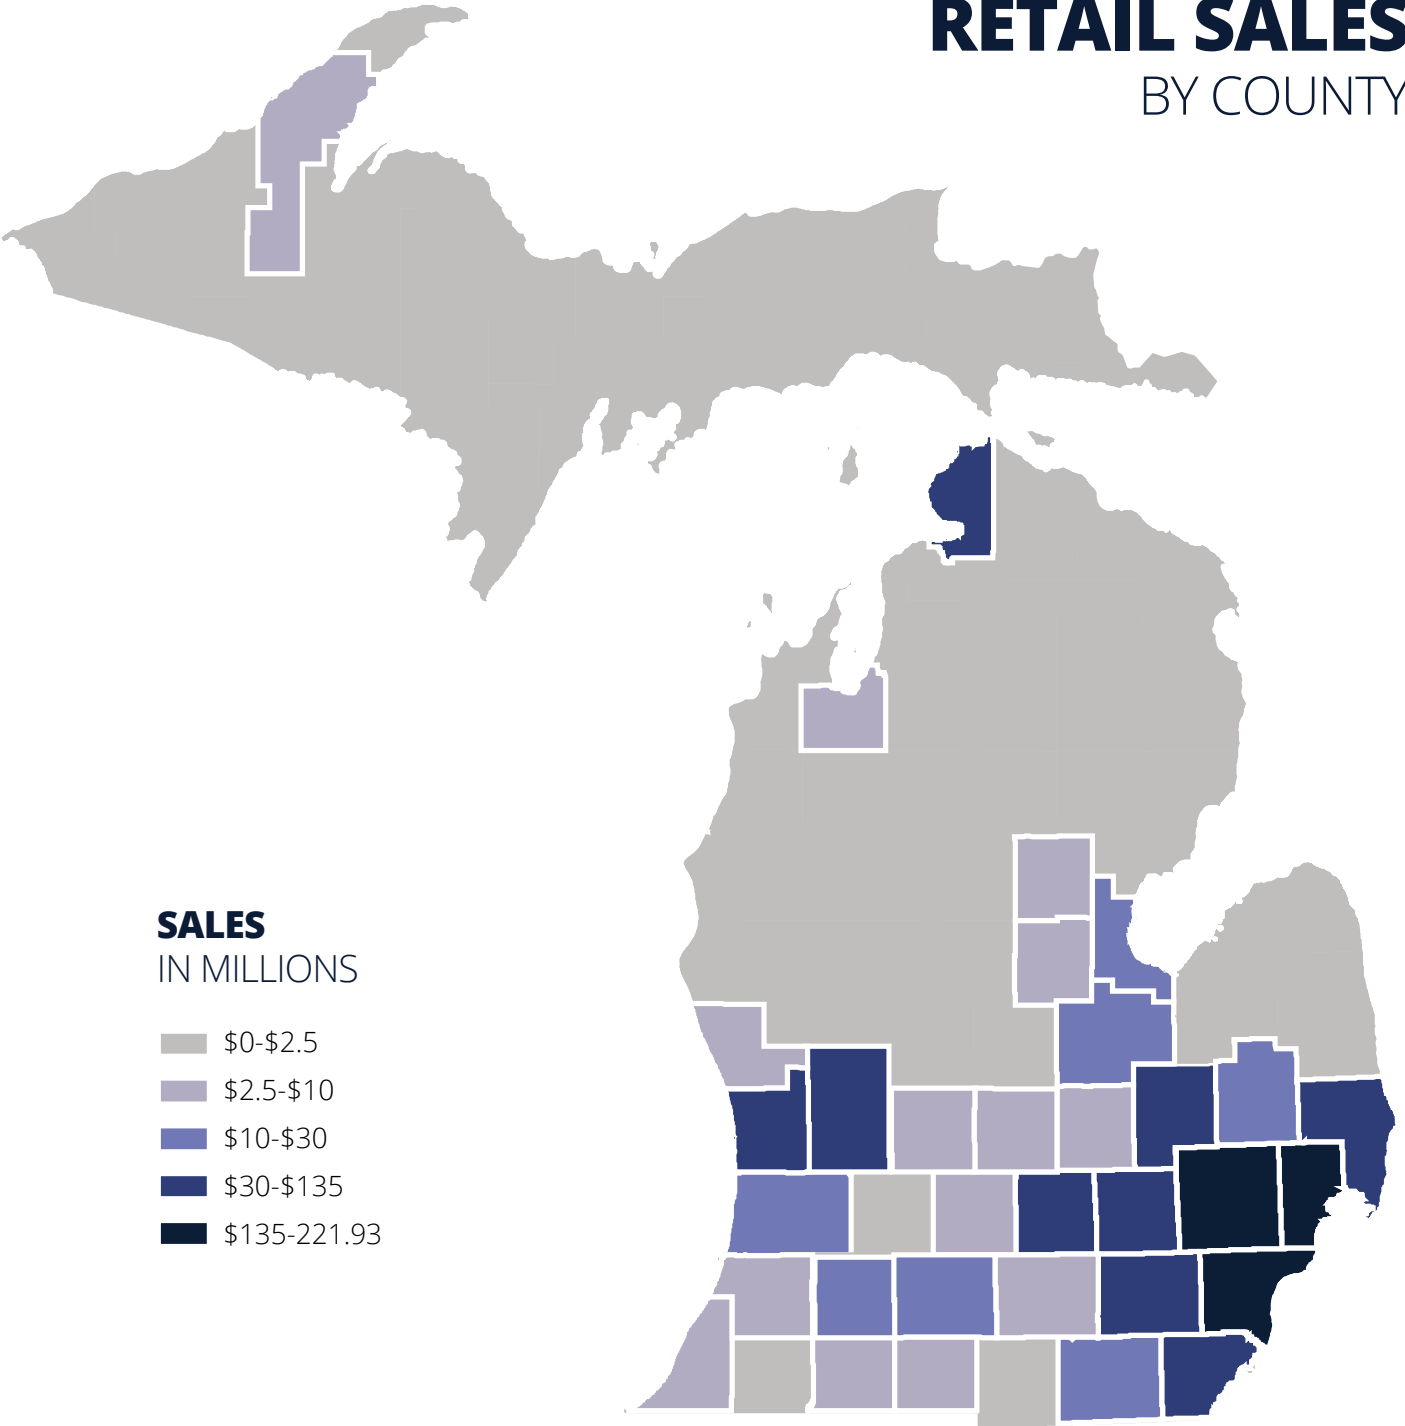 RETAIL SALES
BY COUNTY
SALES
IN MILLIONS
$0-$2.5
$2.5-$10
$10-$30
$30-$135
$135-221.93